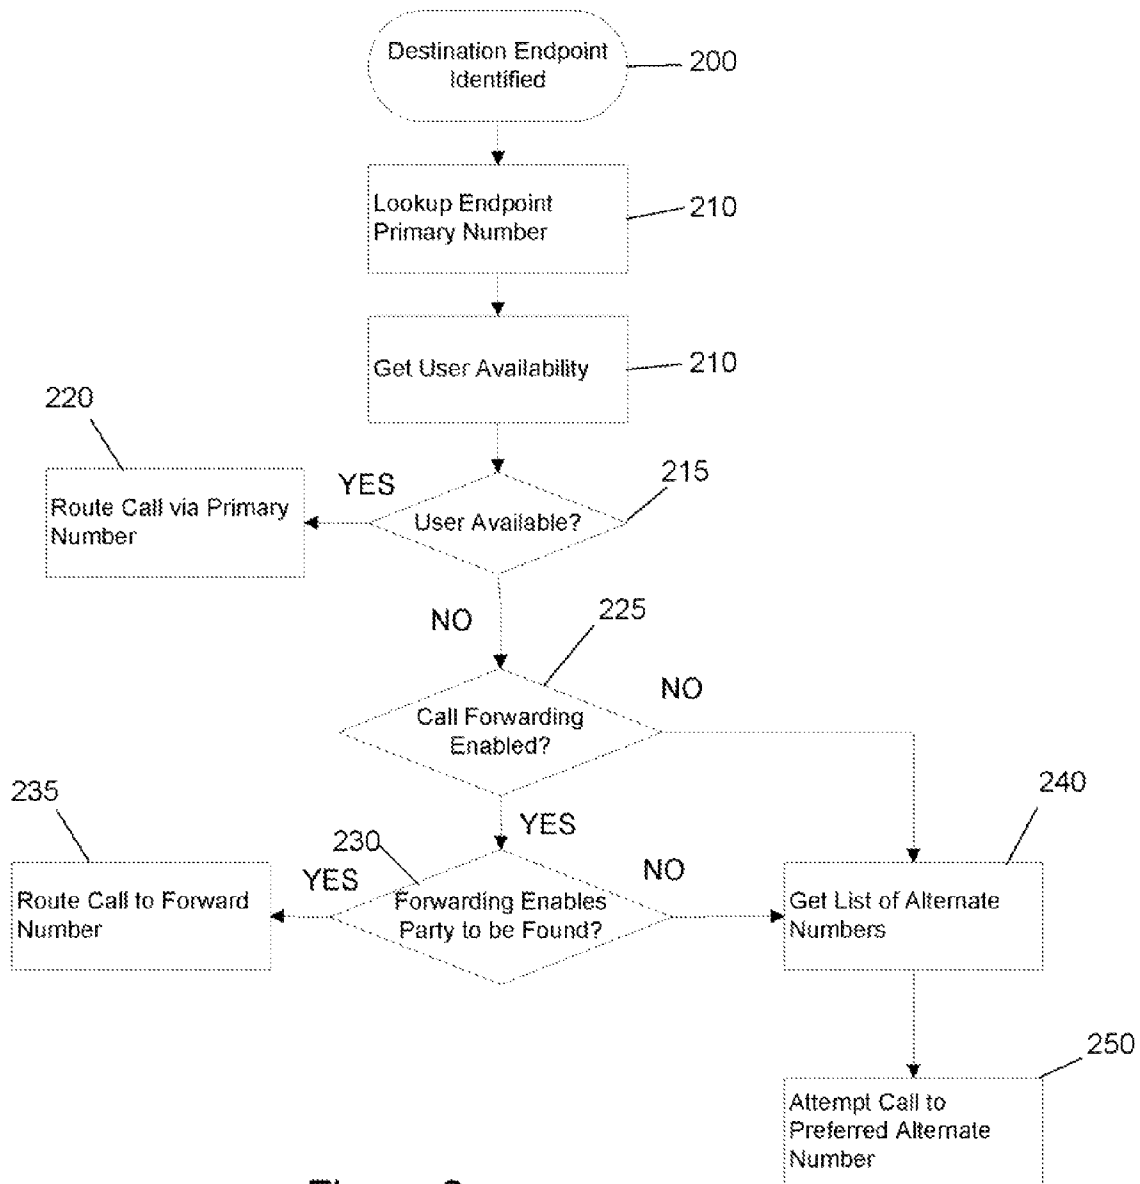 Destination Endpoint
Identified
200
Lookup Endpoint
Primary Number
210
Get User Availability
210
220
YES
215
Route Call via Primary
Number
User Available?
NO
225
Call Forwarding
Enabled?
NO
235
YES
240
230
YES
NO
Route Call to Forward
Number
Forwarding Enables
Party to be Found?
Get List of Alternate
Numbers
250
Attempt Call to
Preferred Alternate
Number